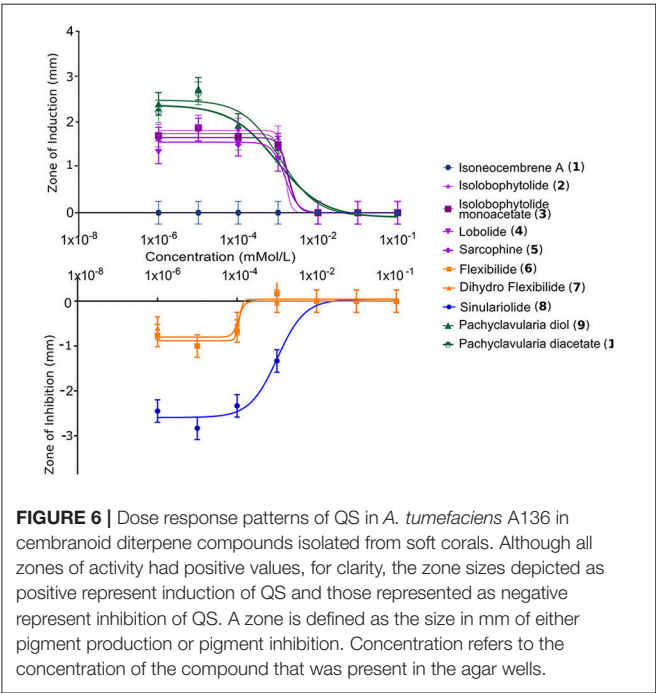 4
3
2
1
0
Zone of Induction (mm)
1x10-8
1x10-6
1x10-4
1x10-2
1x10-1
Concentration (mMol/L)
1x10-8
1x10-6
1x10-4
1x10-2
1x10-1
0
-1
-2
-3
Zone of Inhibition (mm)
Isoneocembrene A (1)
Isolobophytolide (2)
Isolobophytolide
monoacetate (3)
Lobolide (4)
Sarcophine (5)
Flexibilide (6)
Dihydro Flexibilide (7)
Sinulariolide (8)
Pachyclavularia diol (9)
Pachyclavularia diacetate (1
FIGURE 6 | Dose response patterns of QS in A. tumefaciens A136 in
cembranoid diterpene compounds isolated from soft corals. Although all
zones of activity had positive values, for clarity, the zone sizes depicted as
positive represent induction of QS and those represented as negative
represent inhibition of QS. A zone is defined as the size in mm of either
pigment production or pigment inhibition. Concentration refers to the
concentration of the compound that was present in the agar wells.